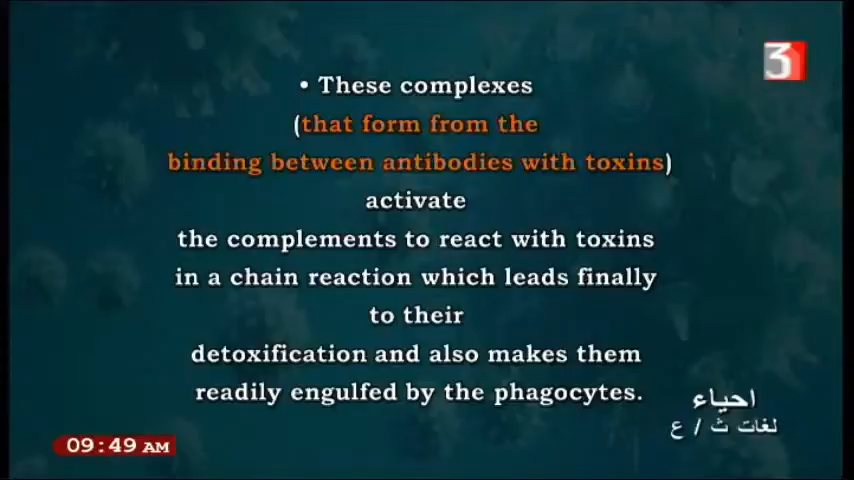 3
• These complexes
(that form from the
binding between antibodies with toxins)
activate
the complements to react with toxins
in a chain reaction which leads finally
to their
detoxification and also makes them
readily engulfed by the phagocytes.
احياء
لغات ث / ع
09:49 AM